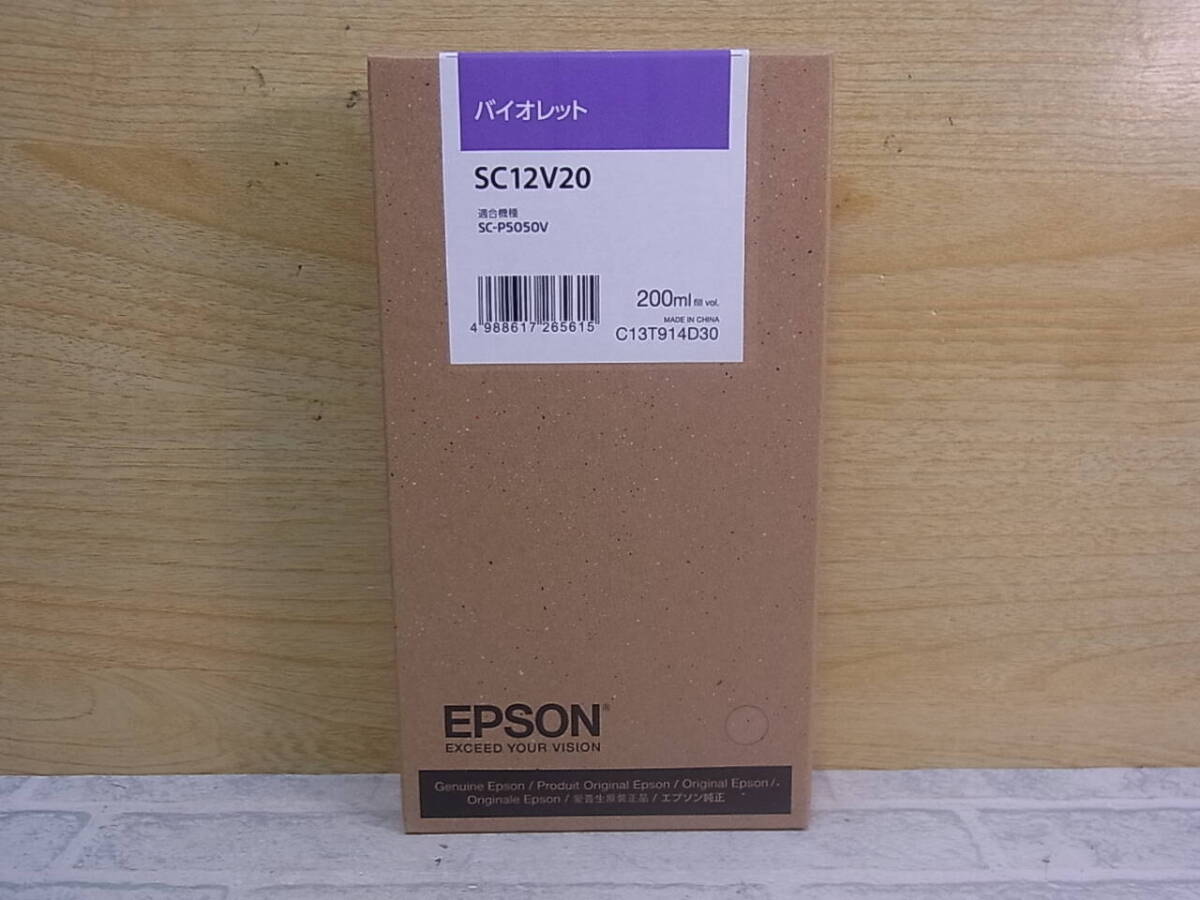 バイオレット
SC12V20
適合機種
SC-P5050V
4 988617 265615
200ml fill vol.
MADE IN CHINA
C13T914D30
EPSON®
EXCEED YOUR VISION
Genuine Epson / Produit Original Epson / Original Epson /
Originale Epson / 愛普生原裝正品 / エプソン純正